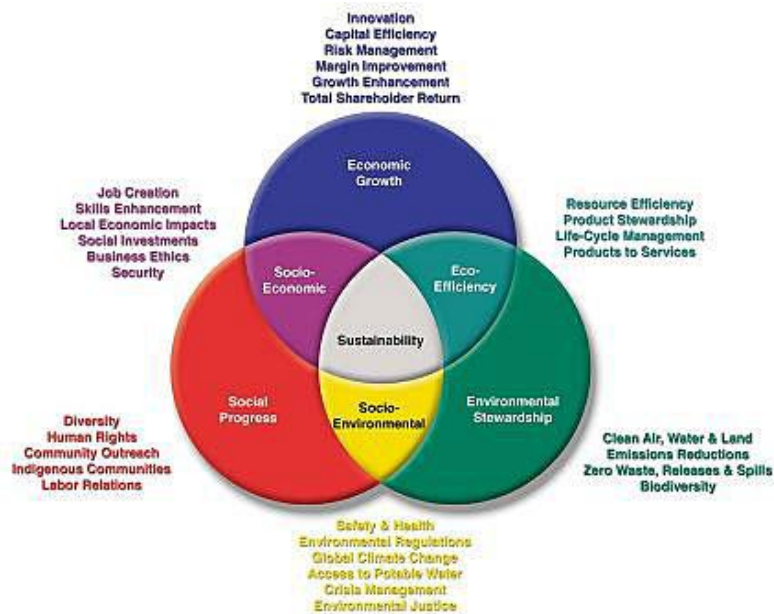 Innovation
Capital Efficiency
Risk Management
Margin Improvement
Growth Enhancement
Total Shareholder Return
Economic
Growth
Job Creation
Skills Enhancement
Local Economic Impacts
Social Investments
Business Ethics
Security
Resource Efficiency
Product Stewardship
Life-Cycle Management
Products to Services
Socio-
Economic
Eco-
Efficiency
Sustainability
Social
Progress
Socio-
Environmental
Environmental
Stewardship
Diversity
Human Rights
Community Outreach
Indigenous Communities
Labor Relations
Clean Air, Water & Land
Emissions Reductions
Zero Waste, Releases & Spills
Biodiversity
Safety & Health
Environmental Regulations
Global Climate Change
Access to Potable Water
Crisis Management
Environmental Justice